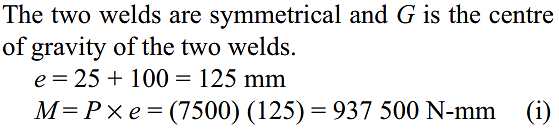 The two welds are symmetrical and G is the centre
of gravity of the two welds.
e = 25 + 100 = 125 mm
M = P × e = (7500) (125) = 937 500 N-mm (i)